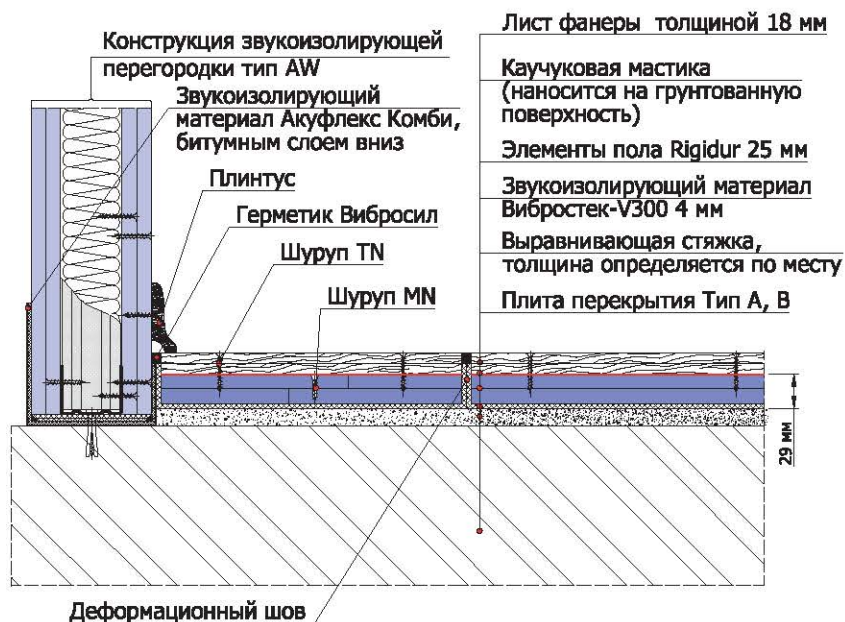 Конструкция звукоизолирующей
перегородки тип AW
Звукоизолирующий
материал Акуфлекс Комби,
битумным слоем вниз
Плинтус
Герметик Вибросил
Шуруп TN
Шуруп MN
Лист фанеры толщиной 18 мм
Каучуковая мастика
(наносится на грунтованную
поверхность)
Элементы пола Rigidur 25 мм
Звукоизолирующий материал
Вибростек-V300 4 мм
Выравнивающая стяжка,
толщина определяется по месту
Плита перекрытия Тип А, В
29 мм
Деформационный шов